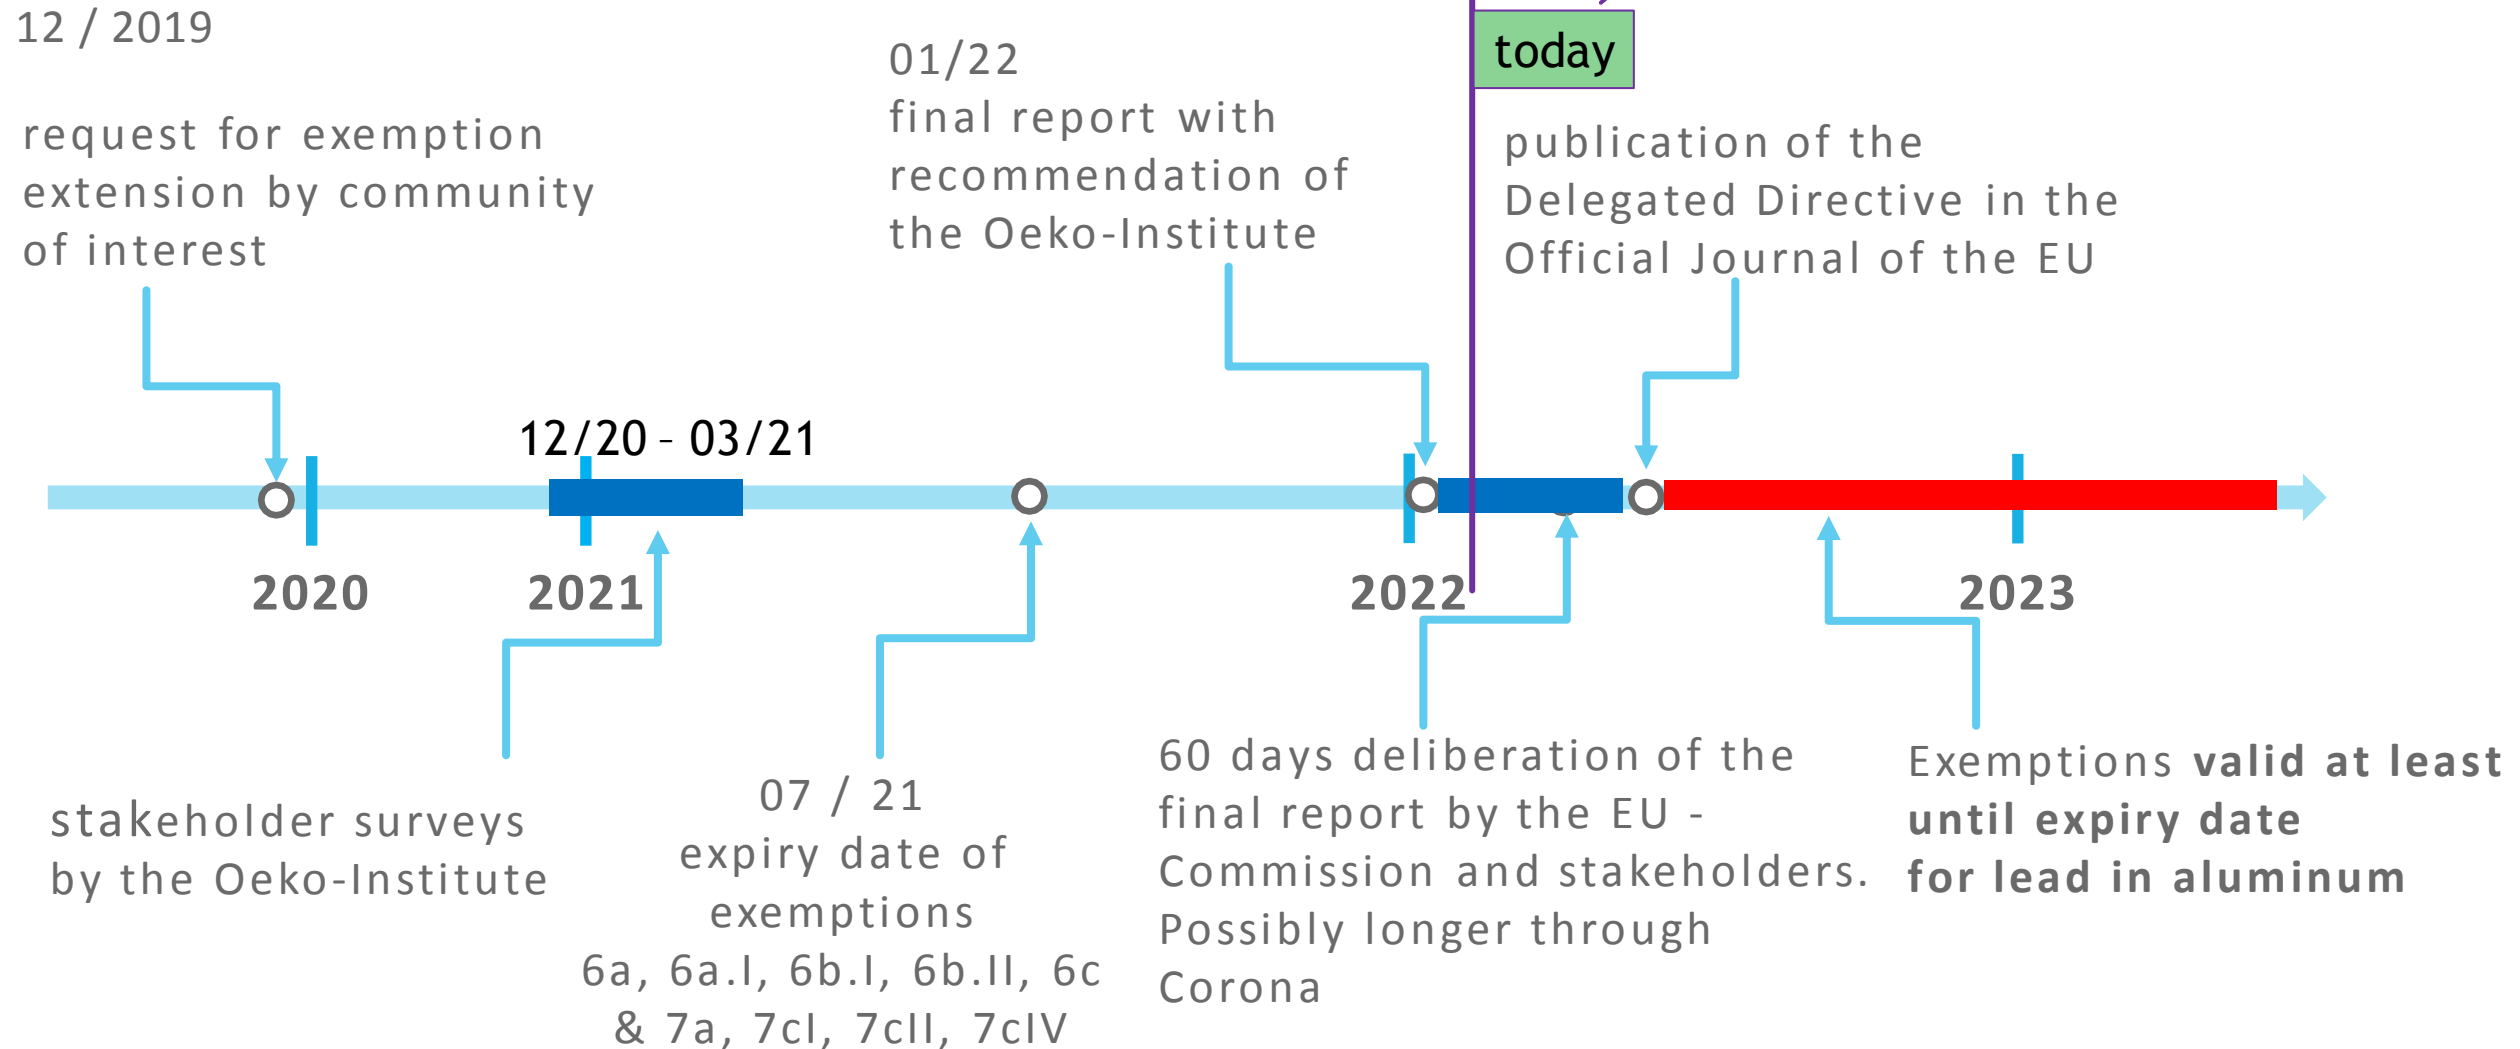 12 / 2019
request for exemption
extension by community
of interest
01/22
final report with
recommendation of
the Oeko-Institute
today
publication of the
Delegated Directive in the
Official Journal of the EU
12/20 - 03/21
2020
2021
2022
2023
stakeholder surveys
by the Oeko-Institute
07 / 21
expiry date of
exemptions
6a, 6a.I, 6b.I, 6b.II, 6c
& 7a, 7cI, 7cII, 7cIV
60 days deliberation of the
final report by the EU -
Commission and stakeholders.
Possibly longer through
Corona
Exemptions valid at least
until expiry date
for lead in aluminum